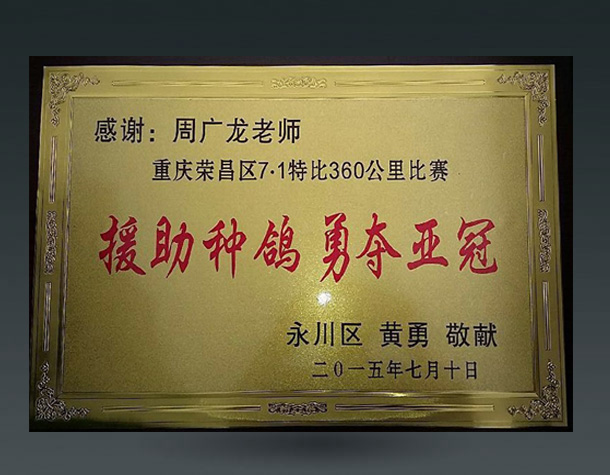 感谢：周广龙老师
重庆荣昌区7·1特比360公里比赛
援助种鸽 勇夺亚冠
永川区 黄勇 敬献
二0一五年七月十日